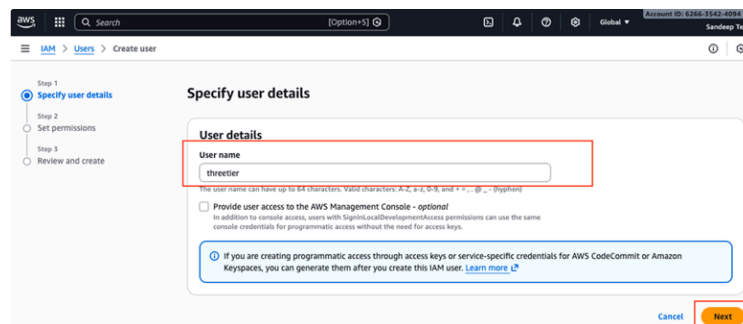 aws
Search
[Option+S]
Global
Account ID: 6266-3542-4094
Sandeep Te
IAM > Users > Create user
Step 1
Specify user details
Step 2
Set permissions
Step 3
Review and create
Specify user details
User details
User name
threetier
The user name can have up to 64 characters. Valid characters: A-Z, a-z, 0-9, and + = , . @ _ - (hyphen)
Provide user access to the AWS Management Console - optional
In addition to console access, users with SignInLocalDevelopmentAccess permissions can use the same
console credentials for programmatic access without the need for access keys.
If you are creating programmatic access through access keys or service-specific credentials for AWS CodeCommit or Amazon
Keyspaces, you can generate them after you create this IAM user. Learn more
Cancel
Next